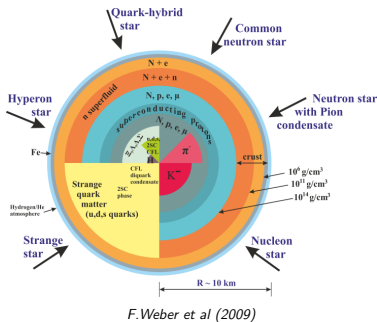 Quark-hybrid
star
Common
neutron star
Hyperon
star
Neutron star
with Pion
condensate
N + e
N + e + n
n superfluid
N, p, e, μ
superconducting protons
N, p, e, μ
u,d,s
2SC
CFL
π⁻
K⁻
Fe
crust
10⁶ g/cm³
10¹¹ g/cm³
10¹⁴ g/cm³
CFL
diquark
condensate
2SC
phase
Strange
quark
matter
(u,d,s quarks)
Hydrogen/He
atmosphere
Strange
star
Nucleon
star
R ~ 10 km
F.Weber et al (2009)